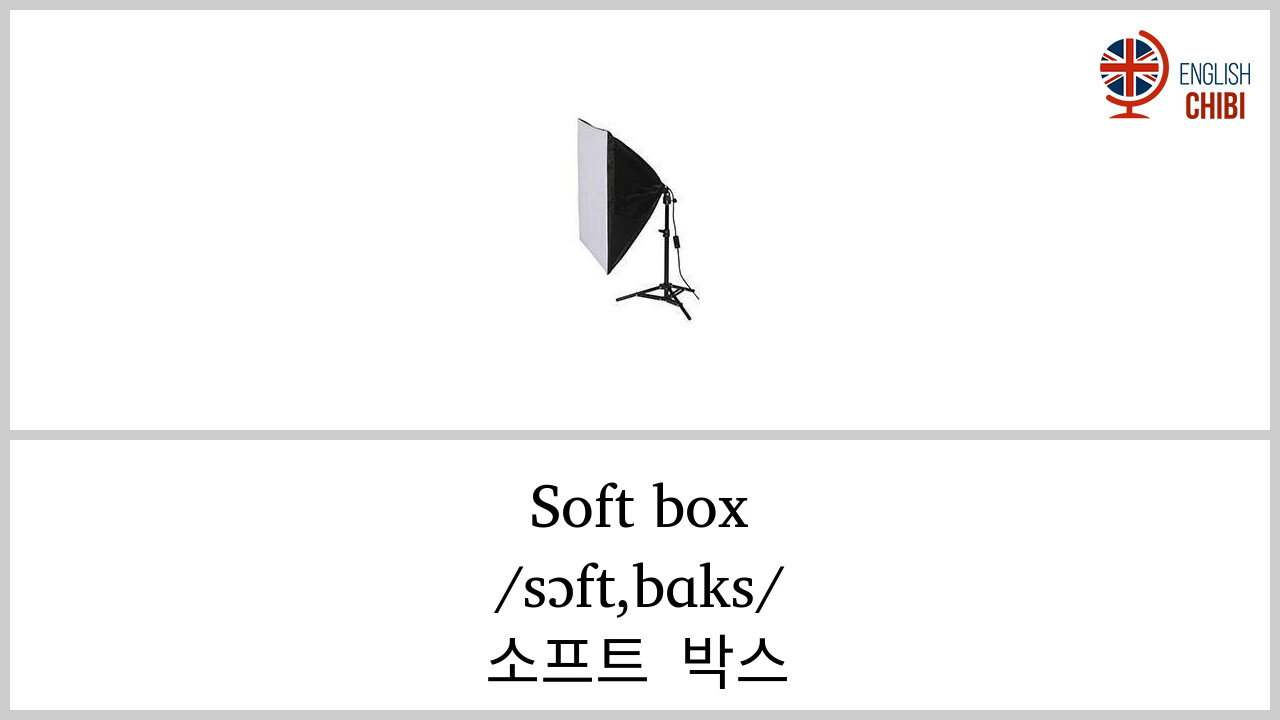 ENGLISH
CHIBI
Soft box
/sɔft,bɑks/
소프트 박스